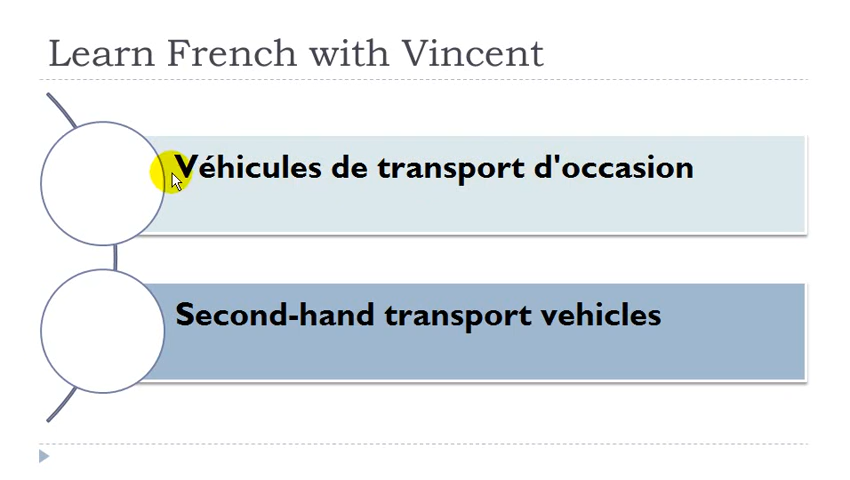 Learn French with Vincent
Véhicules de transport d'occasion
Second-hand transport vehicles